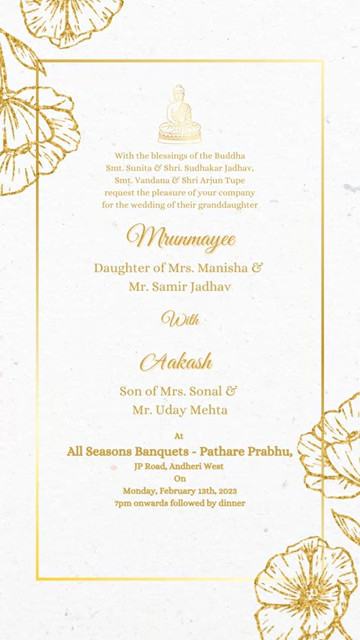 With the blessings of the Buddha
Smt. Sunita & Shri. Sudhakar Jadhav,
Smt. Vandana & Shri Arjun Tupe
request the pleasure of your company
for the wedding of their granddaughter
Mrunmayee
Daughter of Mrs. Manisha &
Mr. Samir Jadhav
With
Aakash
Son of Mrs. Sonal &
Mr. Uday Mehta
At
All Seasons Banquets - Pathare Prabhu,
JP Road, Andheri West
On
Monday, February 13th, 2023
7pm onwards followed by dinner